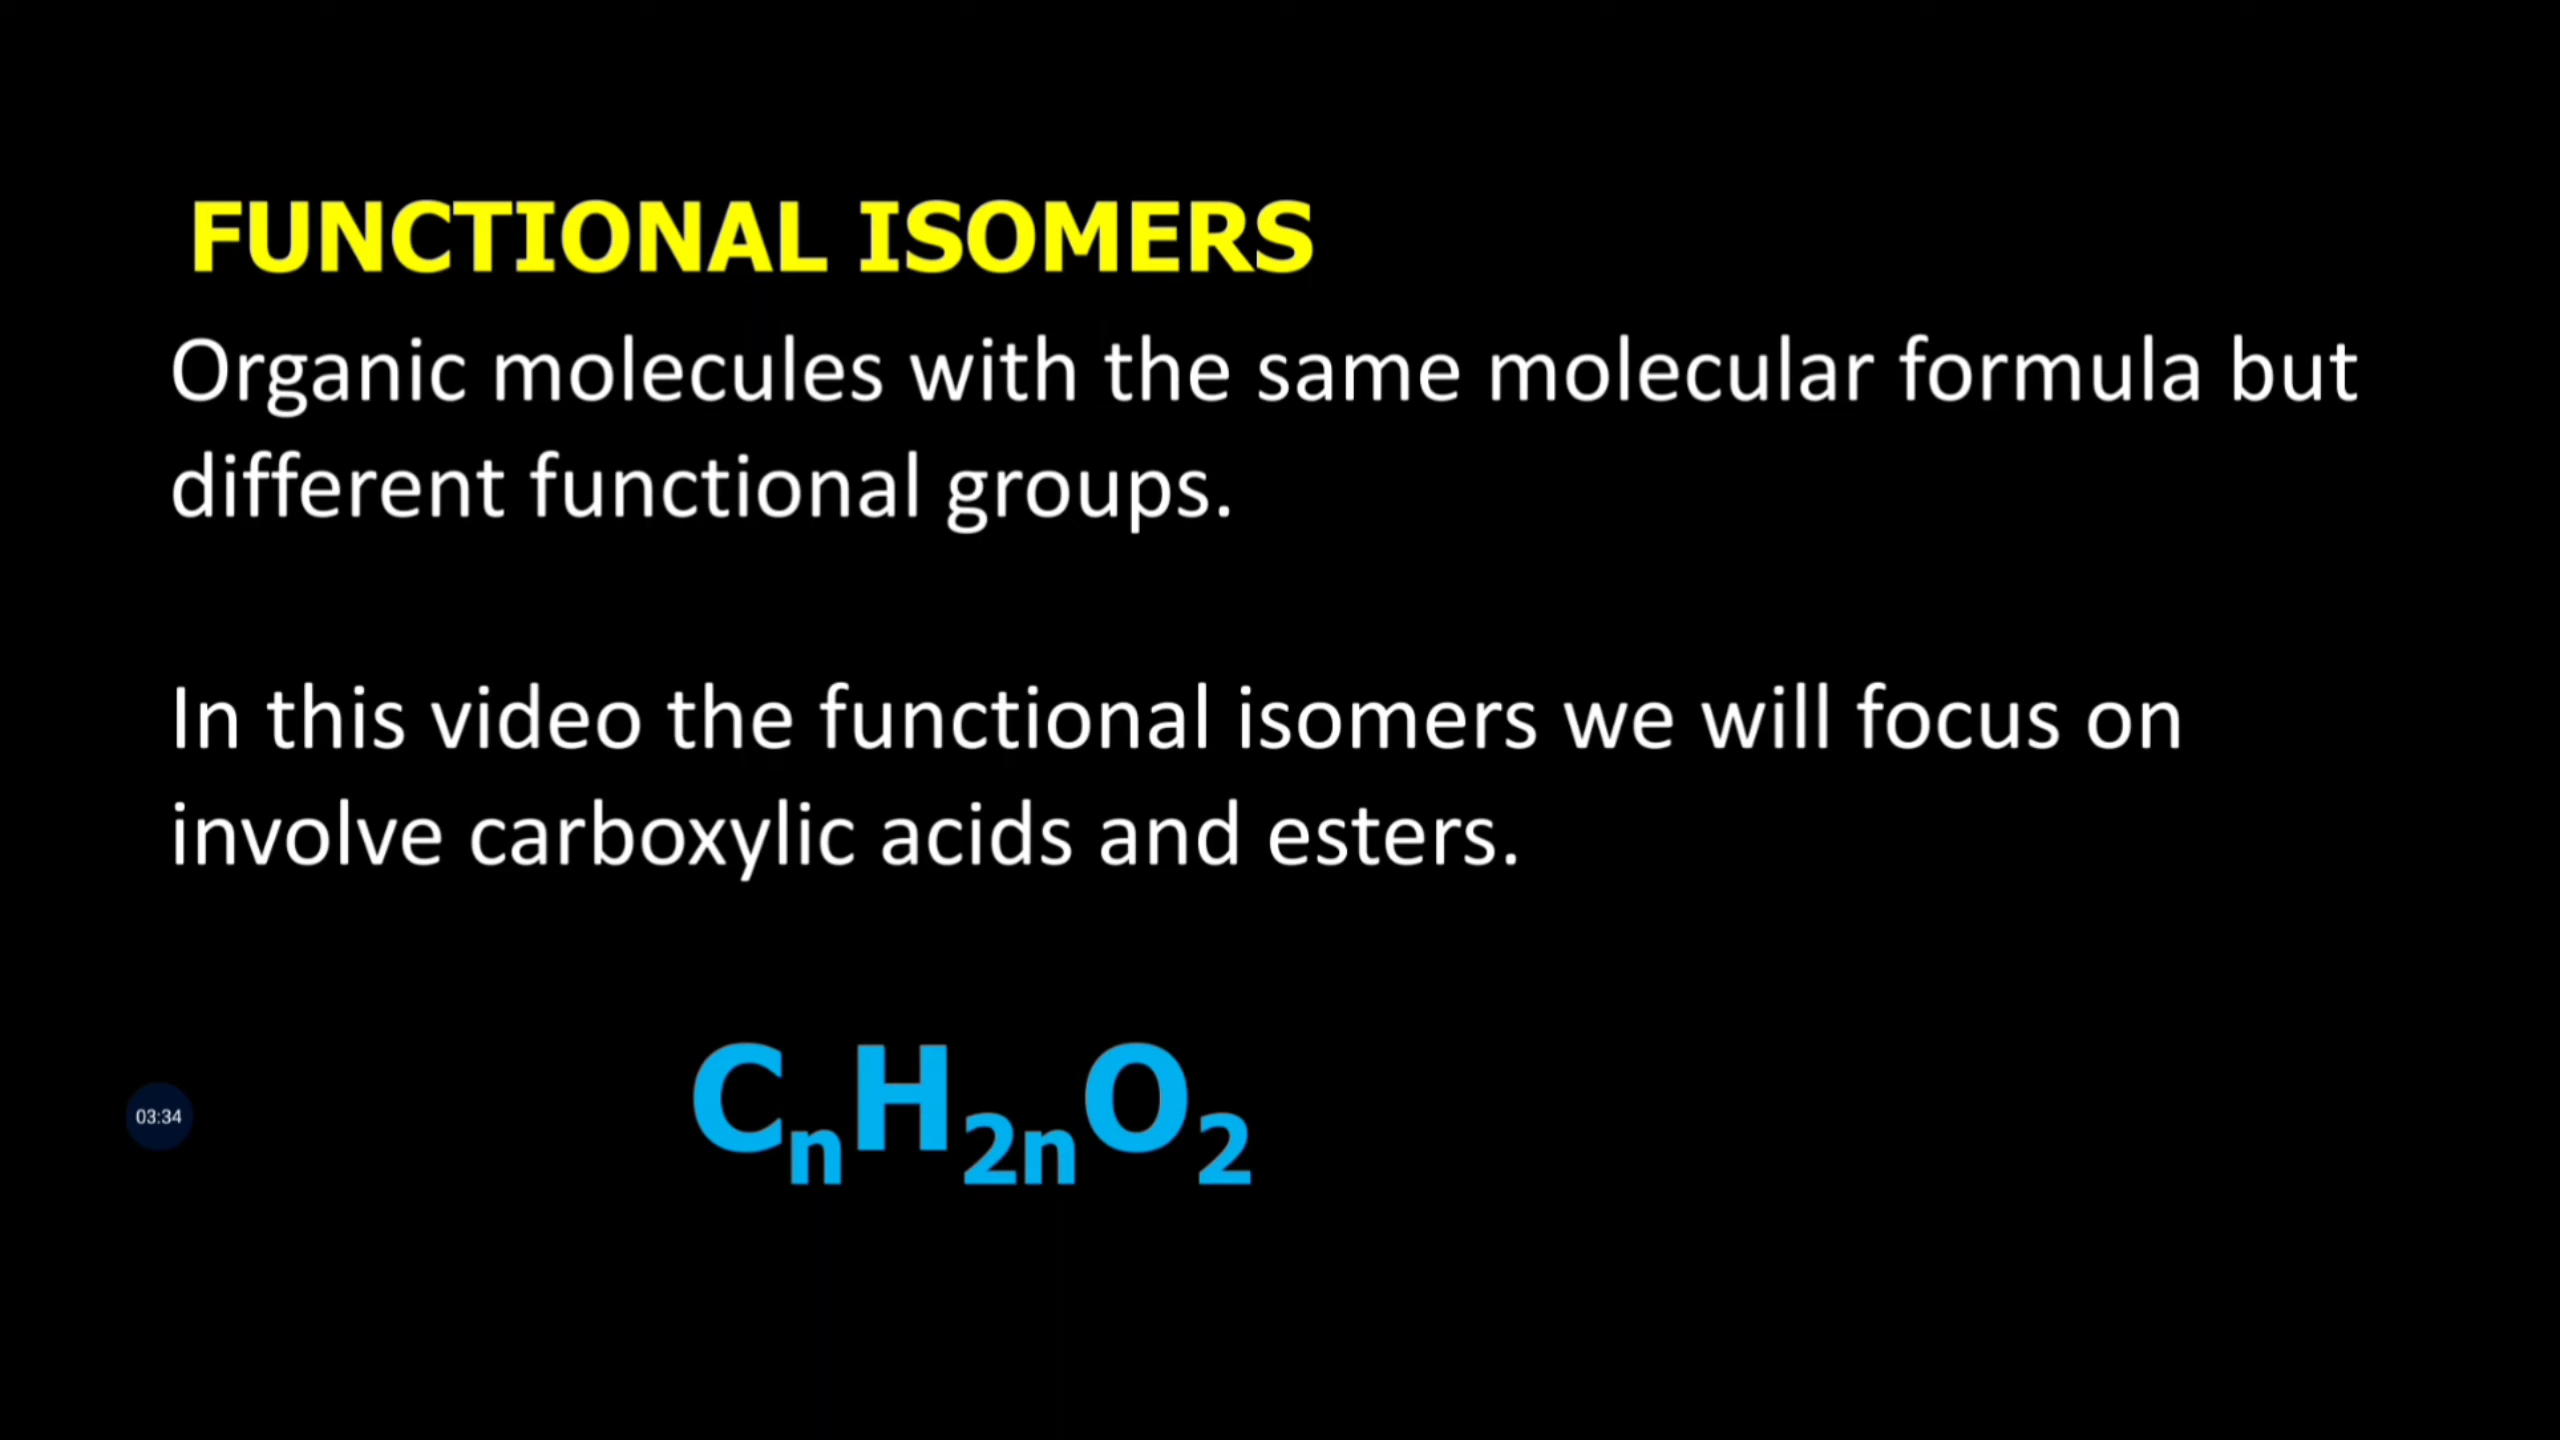 FUNCTIONAL ISOMERS
Organic molecules with the same molecular formula but
different functional groups.
In this video the functional isomers we will focus on
involve carboxylic acids and esters.
CₙH₂ₙO₂
03:34